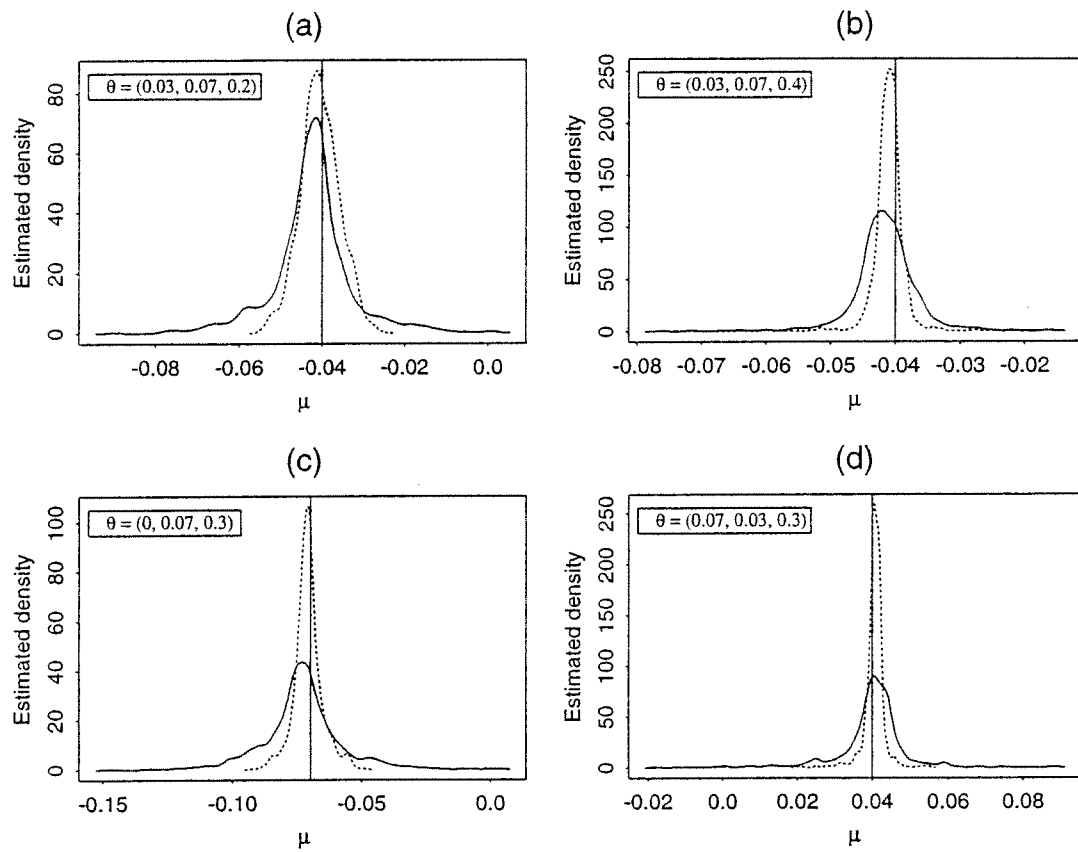 (a)
θ = (0.03, 0.07, 0.2)
Estimated density
0 20 40 60 80
-0.08 -0.06 -0.04 -0.02 0.0
μ
(b)
θ = (0.03, 0.07, 0.4)
Estimated density
0 50 100 150 200 250
-0.08 -0.07 -0.06 -0.05 -0.04 -0.03 -0.02
μ
(c)
θ = (0, 0.07, 0.3)
Estimated density
0 20 40 60 80 100
-0.15 -0.10 -0.05 0.0
μ
(d)
θ = (0.07, 0.03, 0.3)
Estimated density
0 50 100 150 200 250
-0.02 0.0 0.02 0.04 0.06 0.08
μ